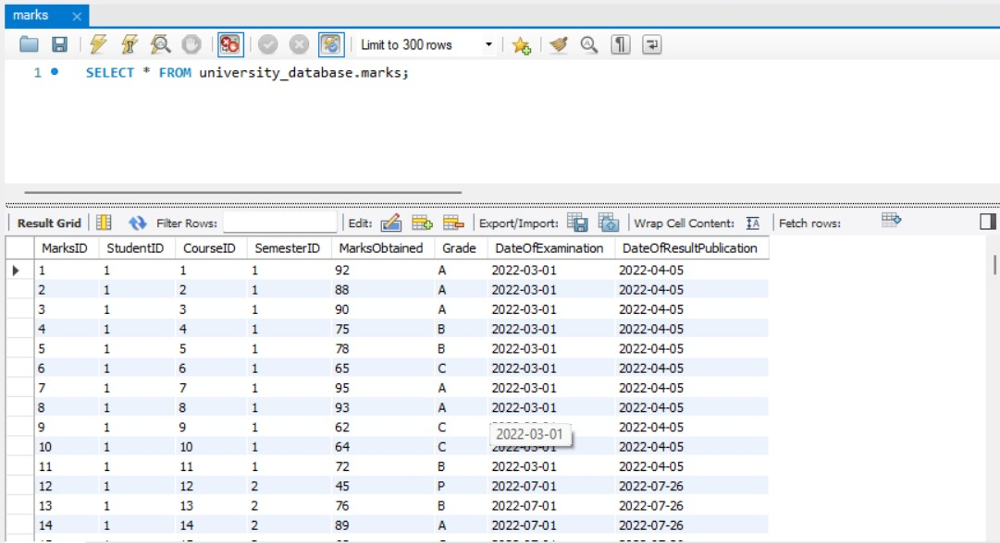 marks ×
Limit to 300 rows
1 SELECT * FROM university_database.marks;
Result Grid Filter Rows: Edit: Export/Import: Wrap Cell Content: IA Fetch rows:
MarksID StudentID CourseID SemesterID MarksObtained Grade DateOfExamination DateOfResultPublication
1 1 1 1 92 A 2022-03-01 2022-04-05
2 1 2 1 88 A 2022-03-01 2022-04-05
3 1 3 1 90 A 2022-03-01 2022-04-05
4 1 4 1 75 B 2022-03-01 2022-04-05
5 1 5 1 78 B 2022-03-01 2022-04-05
6 1 6 1 65 C 2022-03-01 2022-04-05
7 1 7 1 95 A 2022-03-01 2022-04-05
8 1 8 1 93 A 2022-03-01 2022-04-05
9 1 9 1 62 C 2022-04-05
2022-03-01
10 1 10 1 64 C 2022-03-01 2022-04-05
11 1 11 1 72 B 2022-03-01 2022-04-05
12 1 12 2 45 P 2022-07-01 2022-07-26
13 1 13 2 76 B 2022-07-01 2022-07-26
14 1 14 2 89 A 2022-07-01 2022-07-26